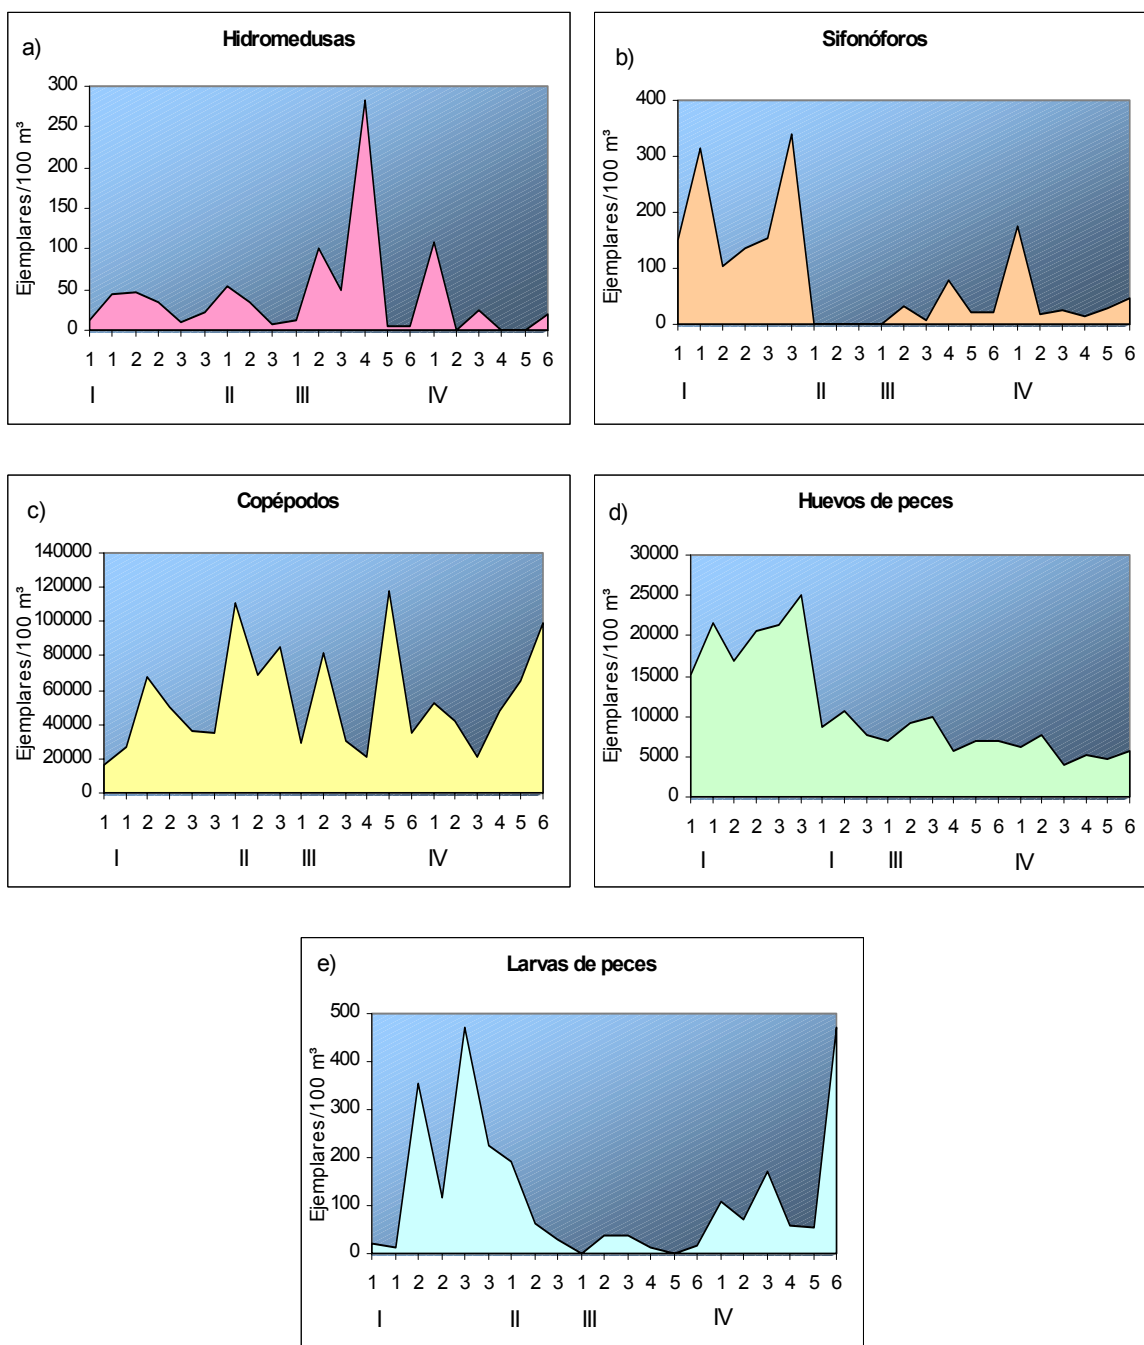 a)
Hidromedusas
Ejemplares/100 m³
300
250
200
150
100
50
0
1 1 2 2 3 3 1 2 3 1 2 3 4 5 6 1 2 3 4 5 6
I II III IV
b)
Sifonóforos
Ejemplares/100 m³
400
300
200
100
0
1 1 2 2 3 3 1 2 3 1 2 3 4 5 6 1 2 3 4 5 6
I II III IV
c)
Copépodos
Ejemplares/100 m³
140000
120000
100000
80000
60000
40000
20000
0
1 1 2 2 3 3 1 2 3 1 2 3 4 5 6 1 2 3 4 5 6
I II III IV
d)
Huevos de peces
Ejemplares/100 m³
30000
25000
20000
15000
10000
5000
0
1 1 2 2 3 3 1 2 3 1 2 3 4 5 6 1 2 3 4 5 6
I I III IV
e)
Larvas de peces
Ejemplares/100 m³
500
400
300
200
100
0
1 1 2 2 3 3 1 2 3 1 2 3 4 5 6 1 2 3 4 5 6
I II III IV